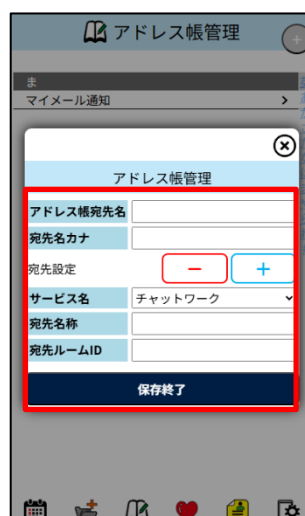 アドレス帳管理
ま
マイメール通知
アドレス帳管理
アドレス帳宛先名
宛先名カナ
宛先設定
サービス名 チャットワーク
宛先名称
宛先ルームID
保存終了